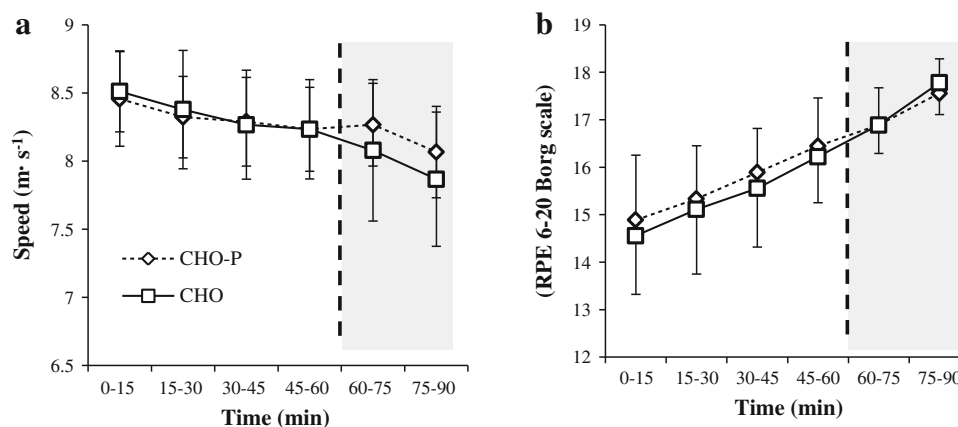 a
9
8.5
8
7.5
7
6.5
Speed (m· s⁻¹)
CHO-P
CHO
0-15 15-30 30-45 45-60 60-75 75-90
Time (min)
b
19
18
17
16
15
14
13
12
(RPE 6-20 Borg scale)
0-15 15-30 30-45 45-60 60-75 75-90
Time (min)